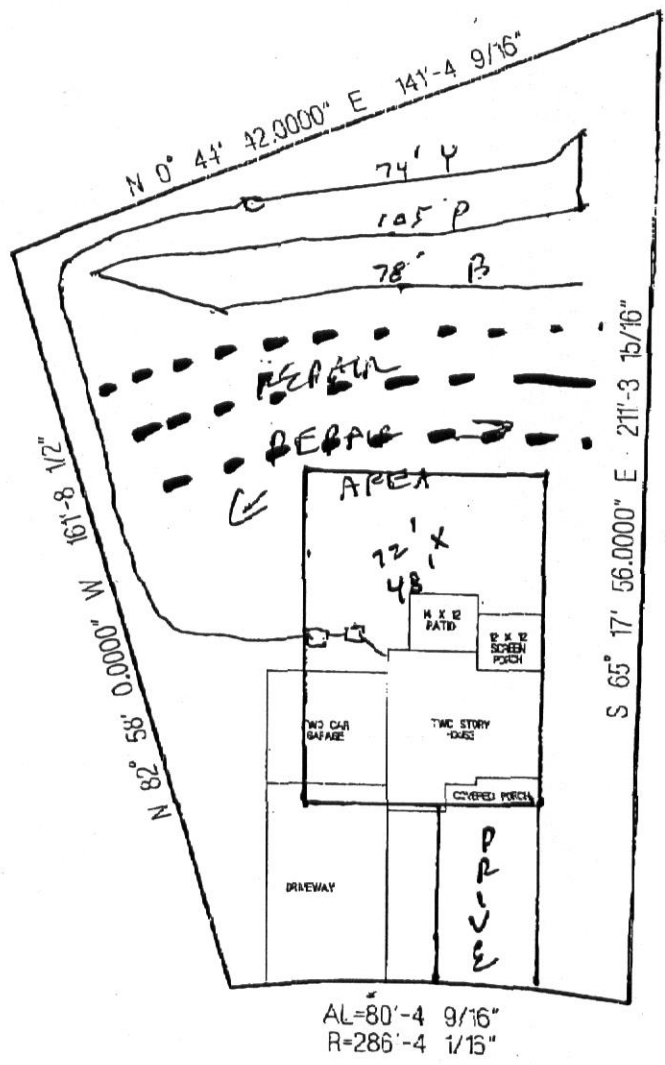 N 0° 44' 42.0000" E 141'-4 9/16"
74' Y
105' P
78' B
REPAIR
REPAIR
AREA
72' X
48'
N 82° 58' 0.0000" W 161'-8 1/2"
S 65° 17' 56.0000" E 211'-3 15/16"
14 X 12
PATIO
12 X 12
SCREEN
PORCH
TWO CAR
GARAGE
TWO STORY
HOUSE
COVERED PORCH
DRIVEWAY
DRIVE
AL=80'-4 9/16"
R=286'-4 1/16"